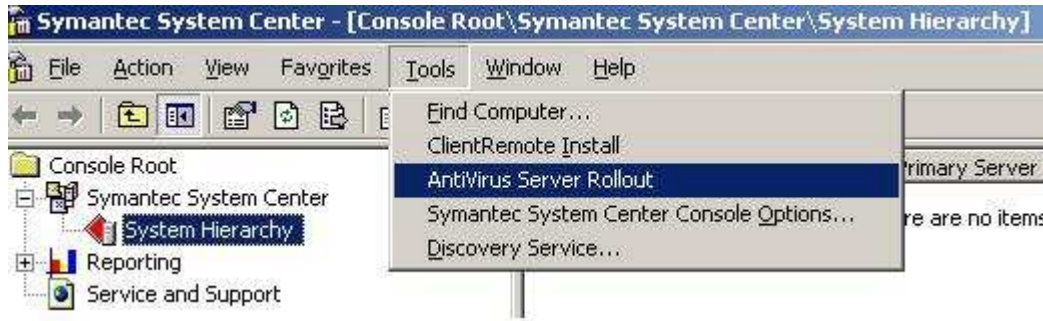 Symantec System Center - [Console Root\Symantec System Center\System Hierarchy]
File Action View Favorites Tools Window Help
Find Computer...
ClientRemote Install
AntiVirus Server Rollout
Symantec System Center Console Options...
Discovery Service...
Console Root
Symantec System Center
System Hierarchy
Reporting
Service and Support
rimary Server
re are no items